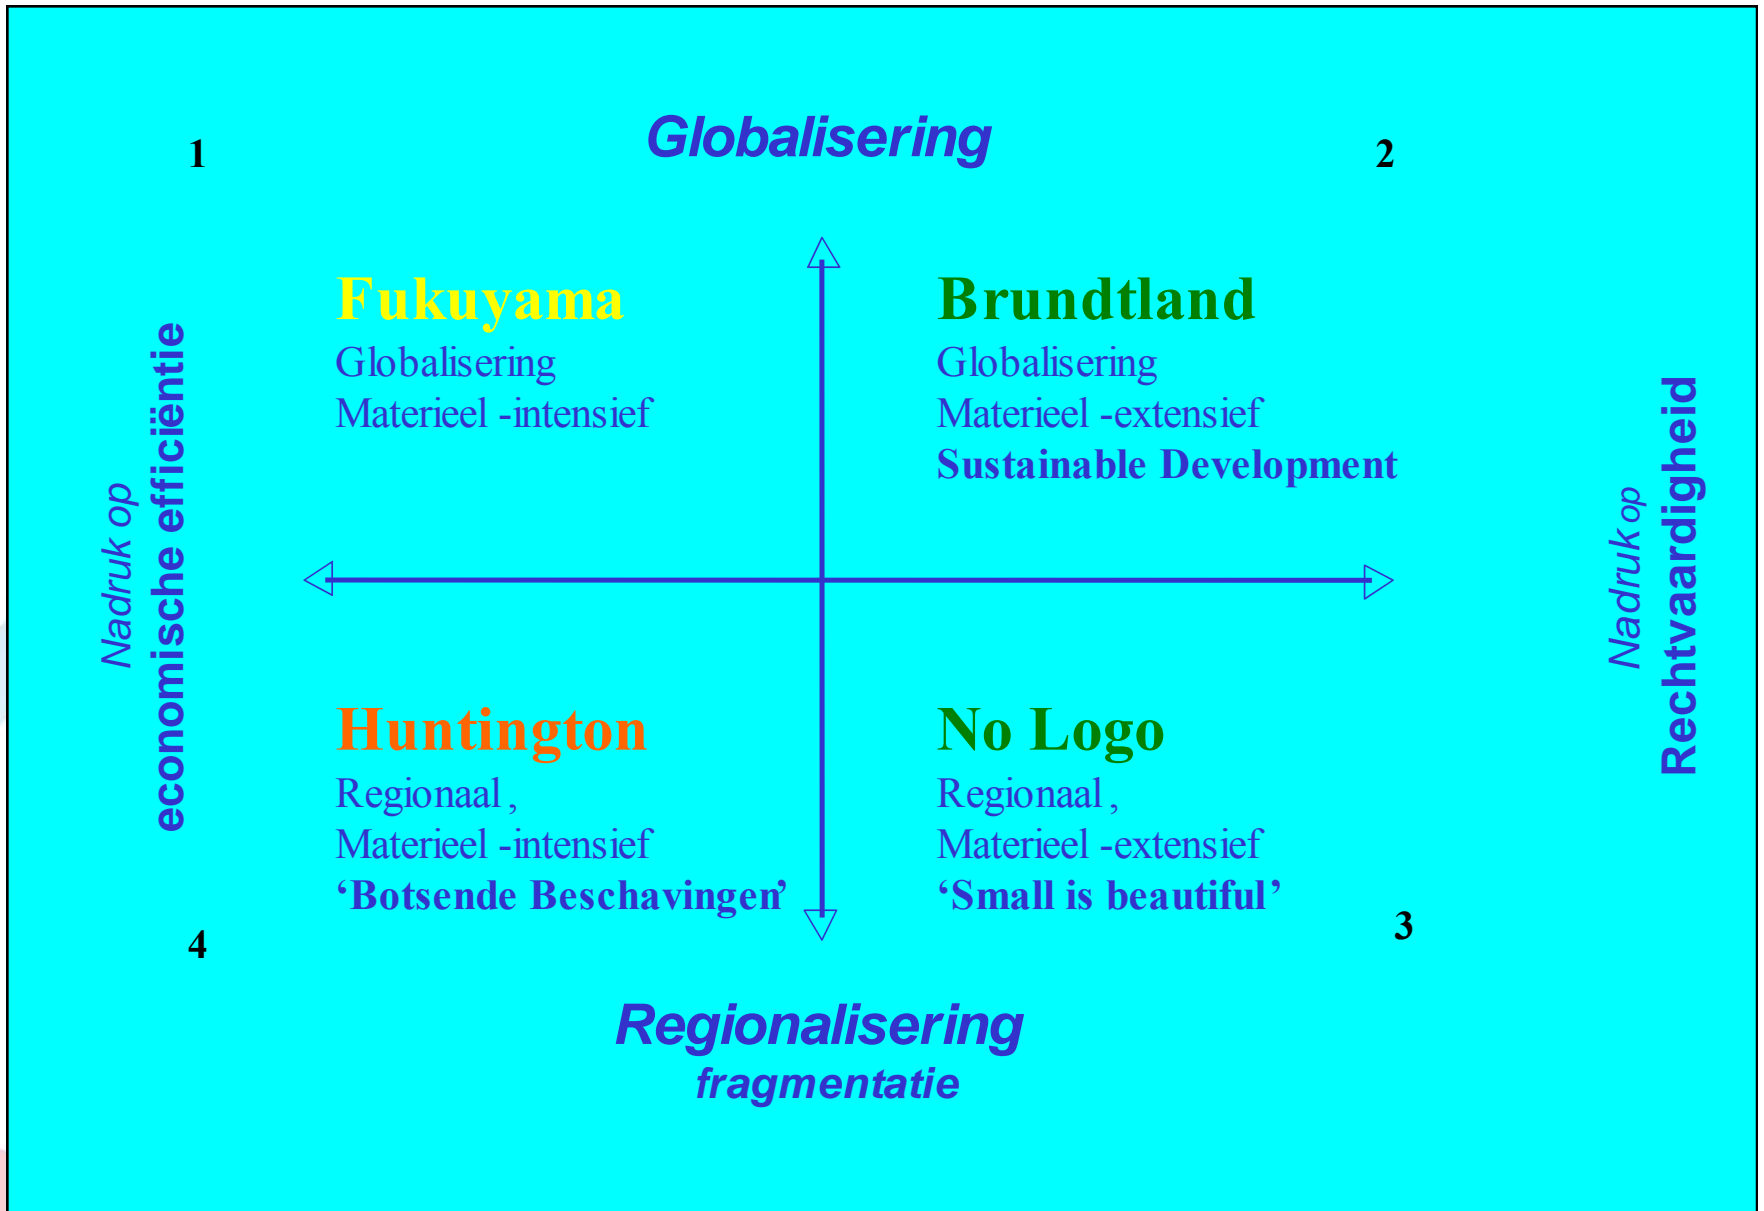 1
Globalisering
2
Nadruk op
economische efficiëntie
Fukuyama
Globalisering
Materieel -intensief
Brundtland
Globalisering
Materieel -extensief
Sustainable Development
Nadruk op
Rechtvaardigheid
Huntington
Regionaal ,
Materieel -intensief
‘Botsende Beschavingen’
No Logo
Regionaal ,
Materieel -extensief
‘Small is beautiful’
4
3
Regionalisering
fragmentatie